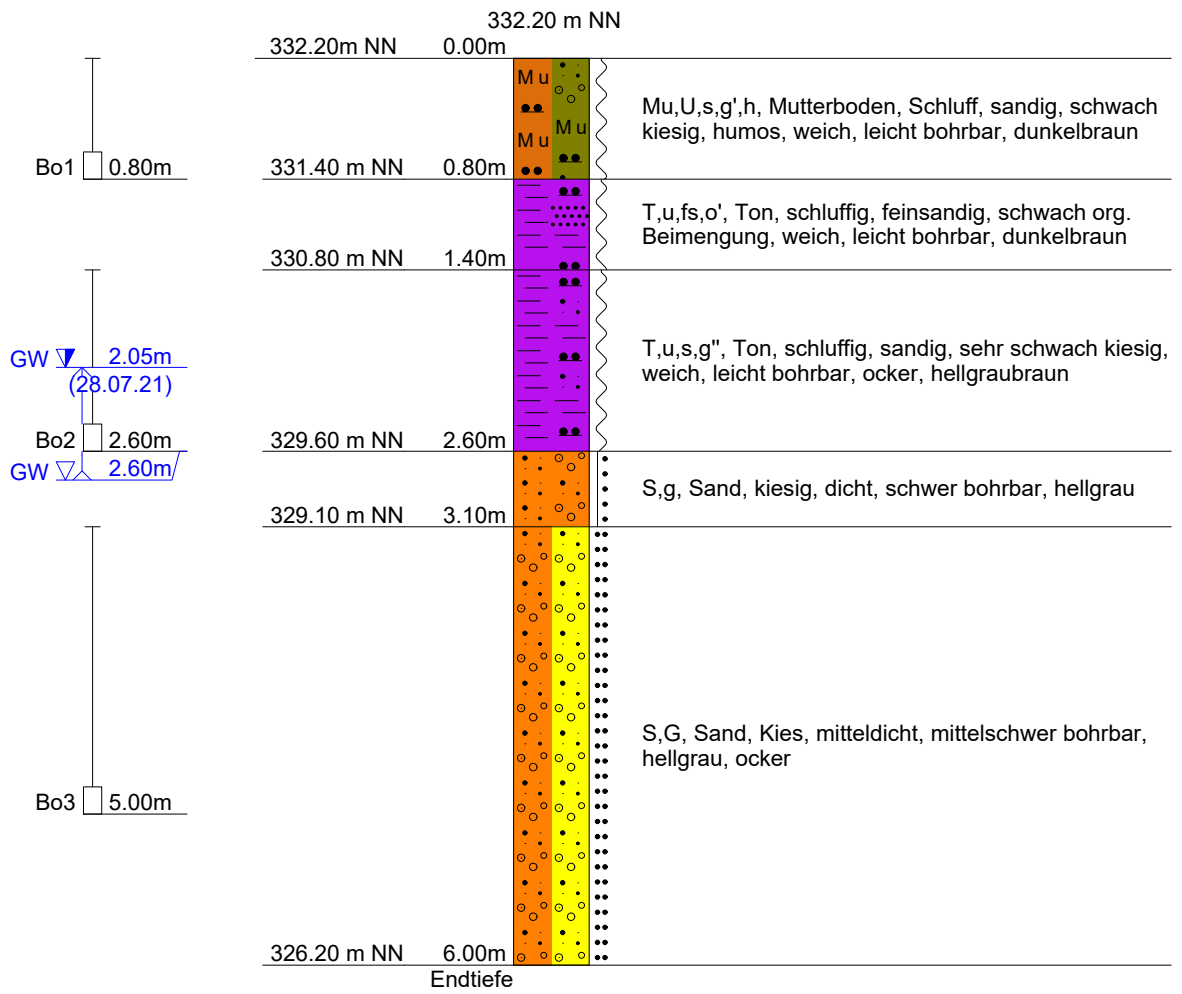 332.20 m NN
332.20m NN 0.00m
M u
Mu,U,s,g',h, Mutterboden, Schluff, sandig, schwach
kiesig, humos, weich, leicht bohrbar, dunkelbraun
M u
M u
Bo1 0.80m
331.40 m NN 0.80m
T,u,fs,o', Ton, schluffig, feinsandig, schwach org.
Beimengung, weich, leicht bohrbar, dunkelbraun
330.80 m NN 1.40m
GW 2.05m
(28.07.21)
T,u,s,g'', Ton, schluffig, sandig, sehr schwach kiesig,
weich, leicht bohrbar, ocker, hellgraubraun
Bo2 2.60m
329.60 m NN 2.60m
GW 2.60m
S,g, Sand, kiesig, dicht, schwer bohrbar, hellgrau
329.10 m NN 3.10m
S,G, Sand, Kies, mitteldicht, mittelschwer bohrbar,
hellgrau, ocker
Bo3 5.00m
326.20 m NN 6.00m
Endtiefe